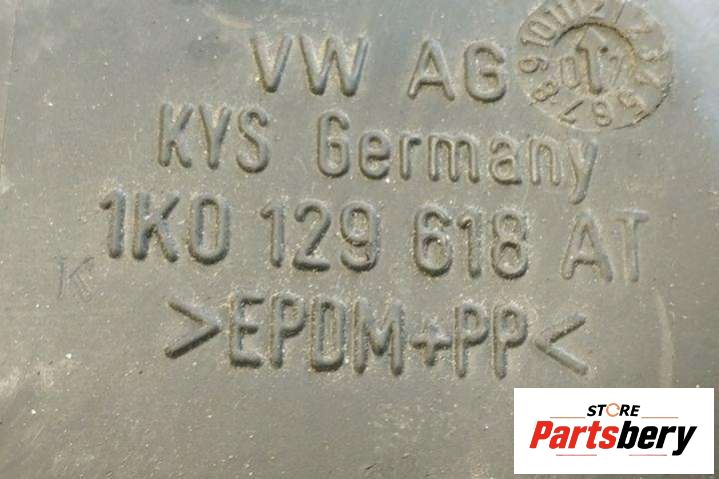 VW AG
KYS Germany
1K0 129 618 AT
>EPDM+PP<
STORE
Partsbery